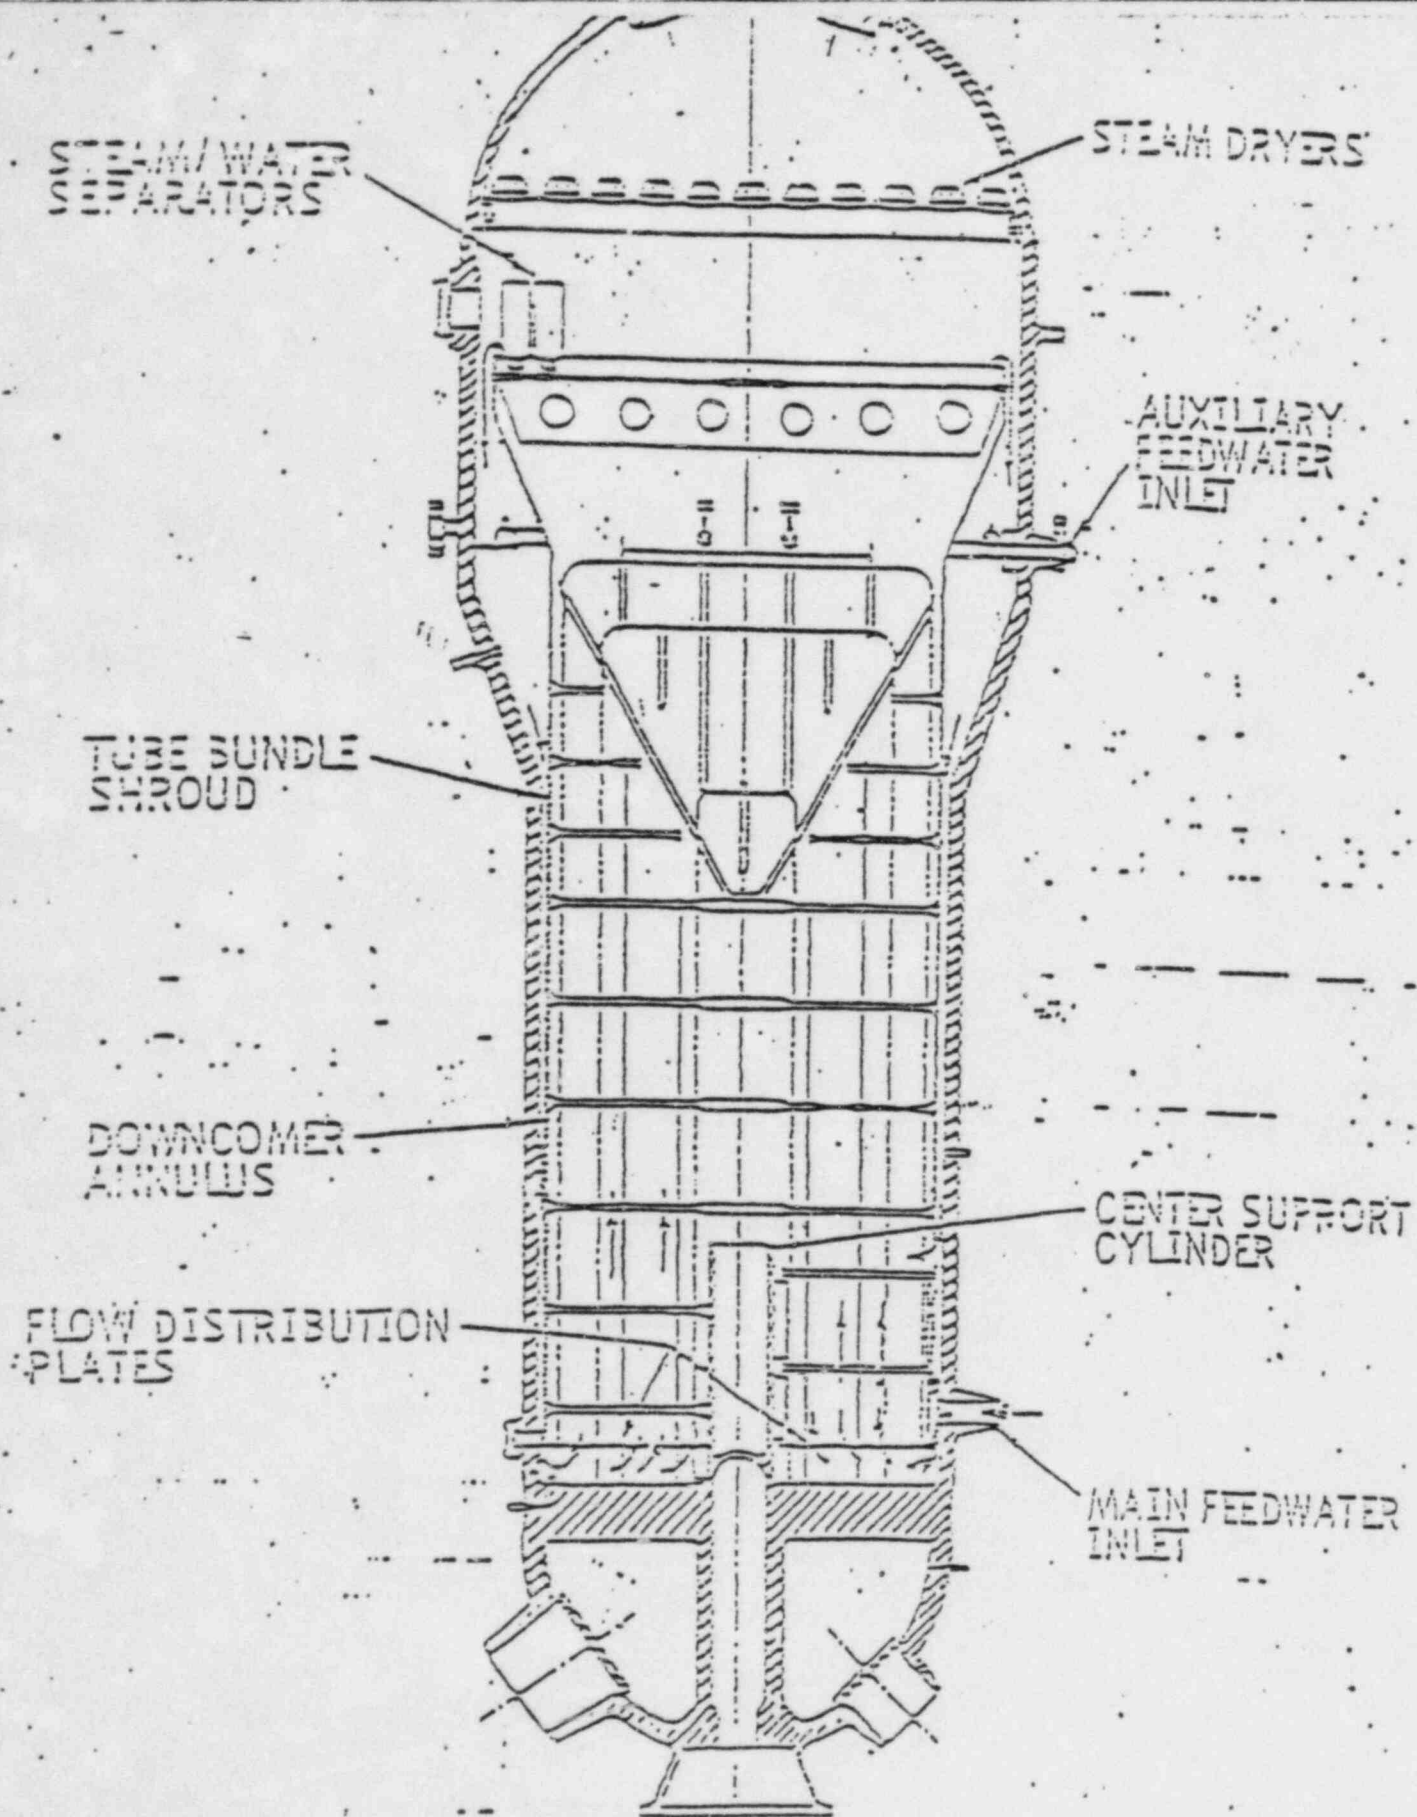 STEAM/WATER
SEPARATORS
STEAM DRYERS
AUXILIARY
FEEDWATER
INLET
TUBE BUNDLE
SHROUD
DOWNCOMER
ANNULUS
CENTER SUPPORT
CYLINDER
FLOW DISTRIBUTION
PLATES
MAIN FEEDWATER
INLET